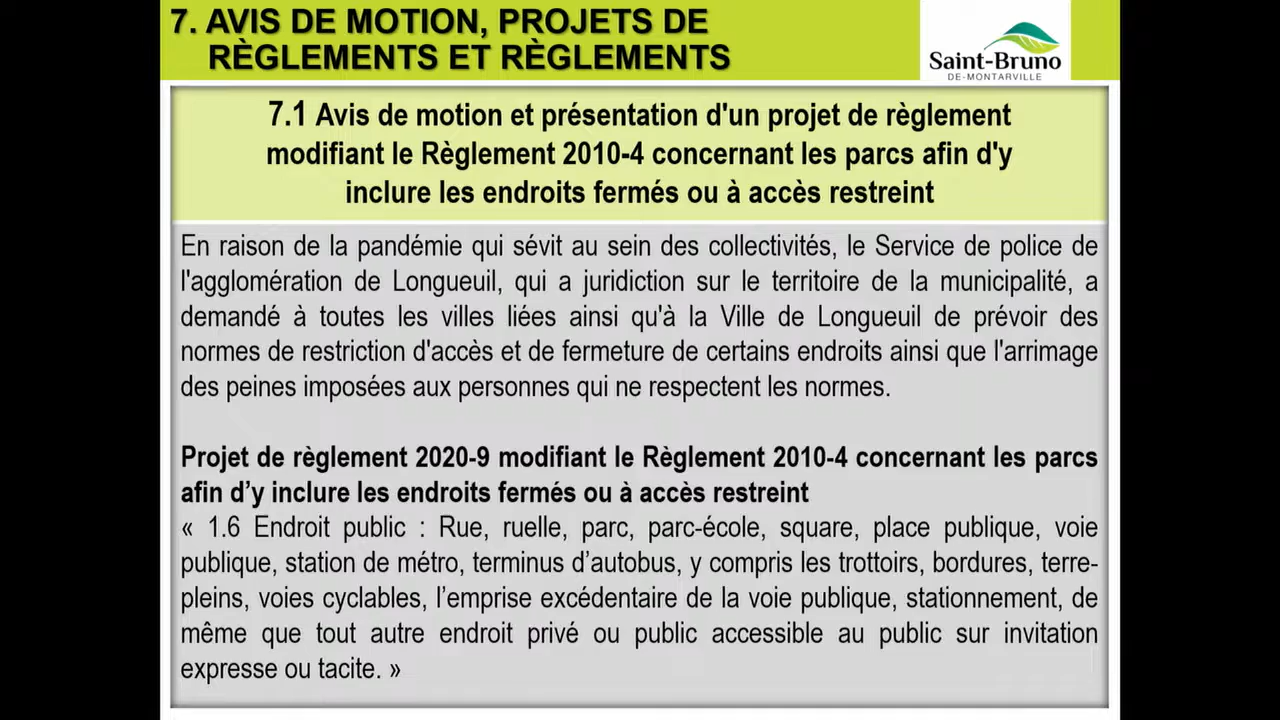 7. AVIS DE MOTION, PROJETS DE
RÈGLEMENTS ET RÈGLEMENTS
Saint-Bruno
DE-MONTARVILLE
7.1 Avis de motion et présentation d'un projet de règlement
modifiant le Règlement 2010-4 concernant les parcs afin d'y
inclure les endroits fermés ou à accès restreint
En raison de la pandémie qui sévit au sein des collectivités, le Service de police de
l'agglomération de Longueuil, qui a juridiction sur le territoire de la municipalité, a
demandé à toutes les villes liées ainsi qu'à la Ville de Longueuil de prévoir des
normes de restriction d'accès et de fermeture de certains endroits ainsi que l'arrimage
des peines imposées aux personnes qui ne respectent les normes.
Projet de règlement 2020-9 modifiant le Règlement 2010-4 concernant les parcs
afin d’y inclure les endroits fermés ou à accès restreint
« 1.6 Endroit public : Rue, ruelle, parc, parc-école, square, place publique, voie
publique, station de métro, terminus d’autobus, y compris les trottoirs, bordures, terre-
pleins, voies cyclables, l’emprise excédentaire de la voie publique, stationnement, de
même que tout autre endroit privé ou public accessible au public sur invitation
expresse ou tacite. »